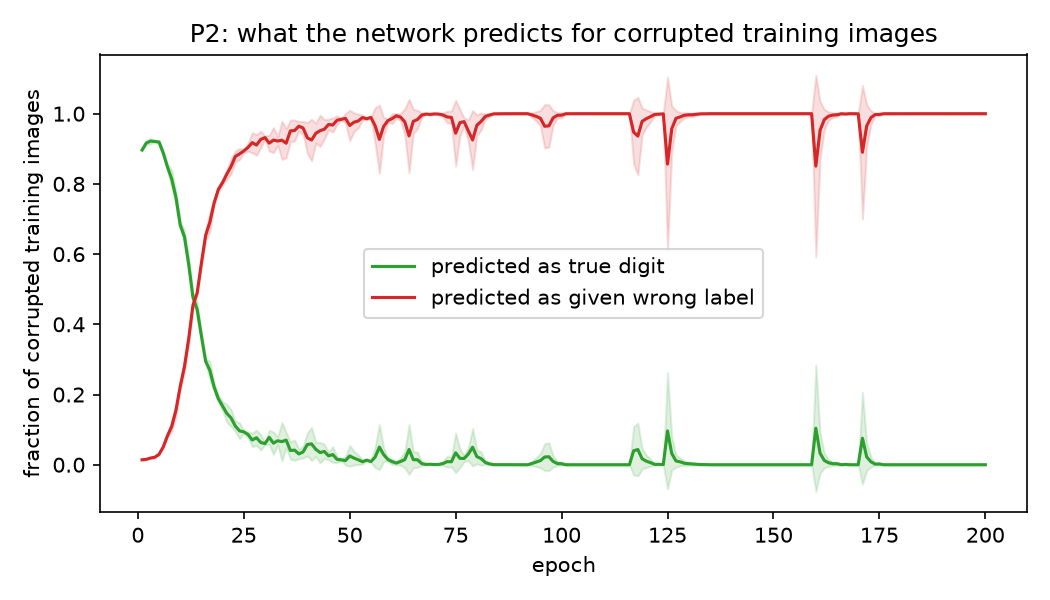 P2: what the network predicts for corrupted training images
fraction of corrupted training images
1.0
0.8
0.6
0.4
0.2
0.0
predicted as true digit
predicted as given wrong label
0 25 50 75 100 125 150 175 200
epoch